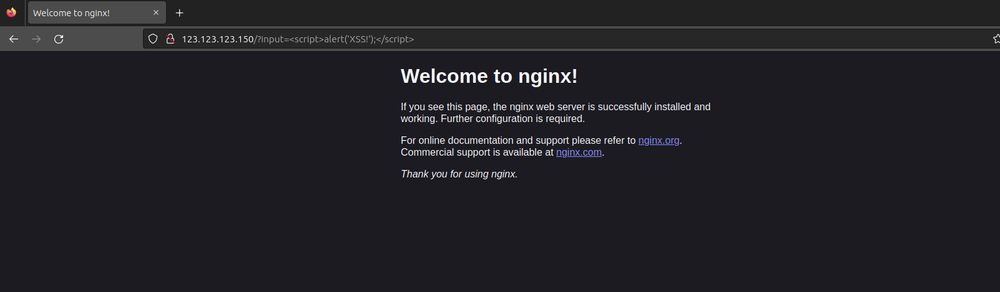 Welcome to nginx!
123.123.123.150/?input=<script>alert('XSS!');</script>
Welcome to nginx!
If you see this page, the nginx web server is successfully installed and
working. Further configuration is required.
For online documentation and support please refer to nginx.org.
Commercial support is available at nginx.com.
Thank you for using nginx.